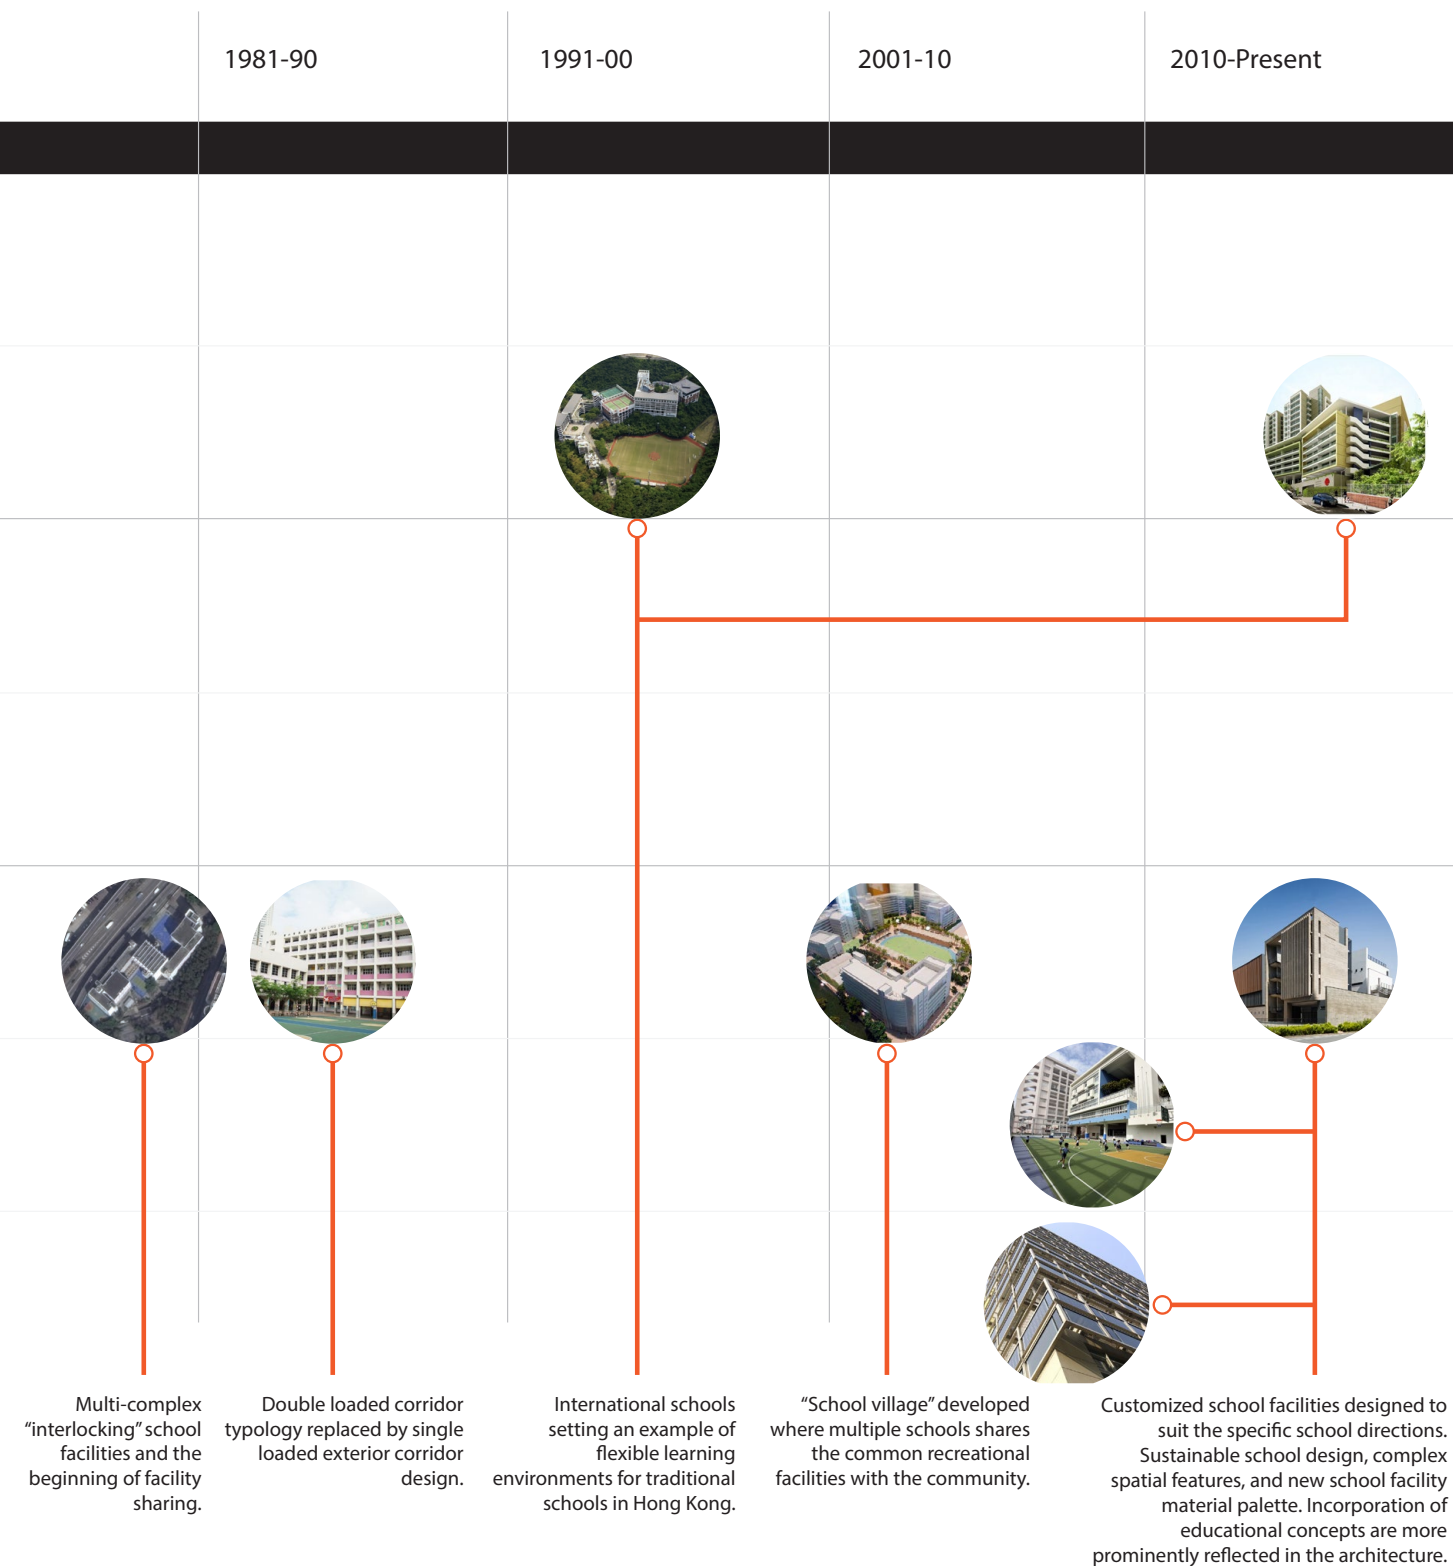 1981-90
1991-00
2001-10
2010-Present
Multi-complex
“interlocking” school
facilities and the
beginning of facility
sharing.
Double loaded corridor
typology replaced by single
loaded exterior corridor
design.
International schools
setting an example of
flexible learning
environments for traditional
schools in Hong Kong.
“School village” developed
where multiple schools shares
the common recreational
facilities with the community.
Customized school facilities designed to
suit the specific school directions.
Sustainable school design, complex
spatial features, and new school facility
material palette. Incorporation of
educational concepts are more
prominently reflected in the architecture.